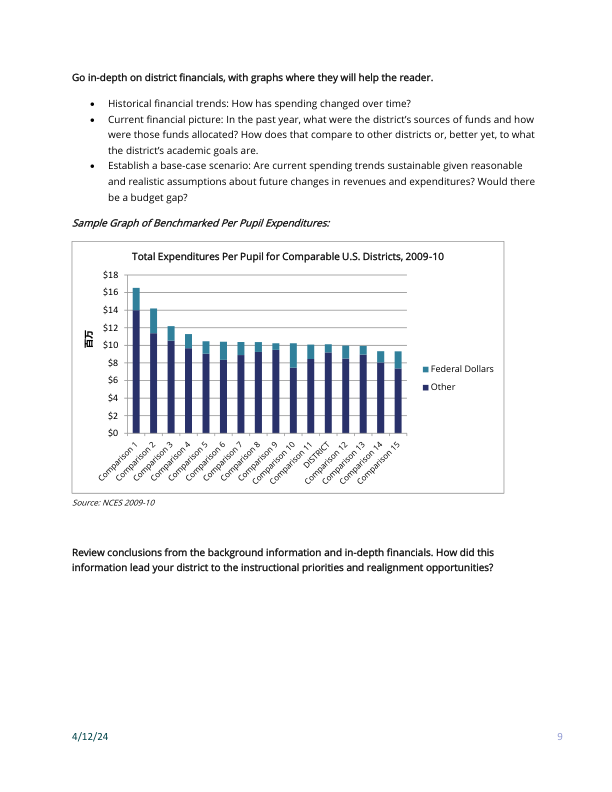 Go in-depth on district financials, with graphs where they will help the reader.
• Historical financial trends: How has spending changed over time?
• Current financial picture: In the past year, what were the district's sources of funds and how
were those funds allocated? How does that compare to other districts or, better yet, to what
the district's academic goals are.
• Establish a base-case scenario: Are current spending trends sustainable given reasonable
and realistic assumptions about future changes in revenues and expenditures? Would there
be a budget gap?
Sample Graph of Benchmarked Per Pupil Expenditures:
Total Expenditures Per Pupil for Comparable U.S. Districts, 2009-10
百万
$18
$16
$14
$12
$10
$8
$6
$4
$2
$0
Comparison 1
Comparison 2
Comparison 3
Comparison 4
Comparison 5
Comparison 6
Comparison 7
Comparison 8
Comparison 9
Comparison 10
Comparison 11
DISTRICT
Comparison 12
Comparison 13
Comparison 14
Comparison 15
Federal Dollars
Other
Source: NCES 2009-10
Review conclusions from the background information and in-depth financials. How did this
information lead your district to the instructional priorities and realignment opportunities?
4/12/24
9